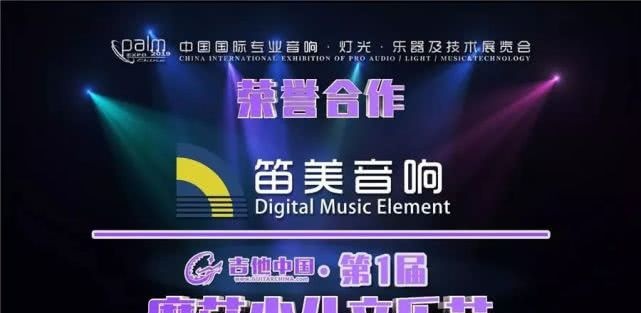 palm EXPO 2019 China 中国国际专业音响·灯光·乐器及技术展览会
CHINA INTERNATIONAL EXHIBITION OF PRO AUDIO / LIGHT / MUSIC&TECHNOLOGY
荣誉合作
笛美音响
Digital Music Element
吉他中国·第1届
WWW.GUITARCHINA.COM